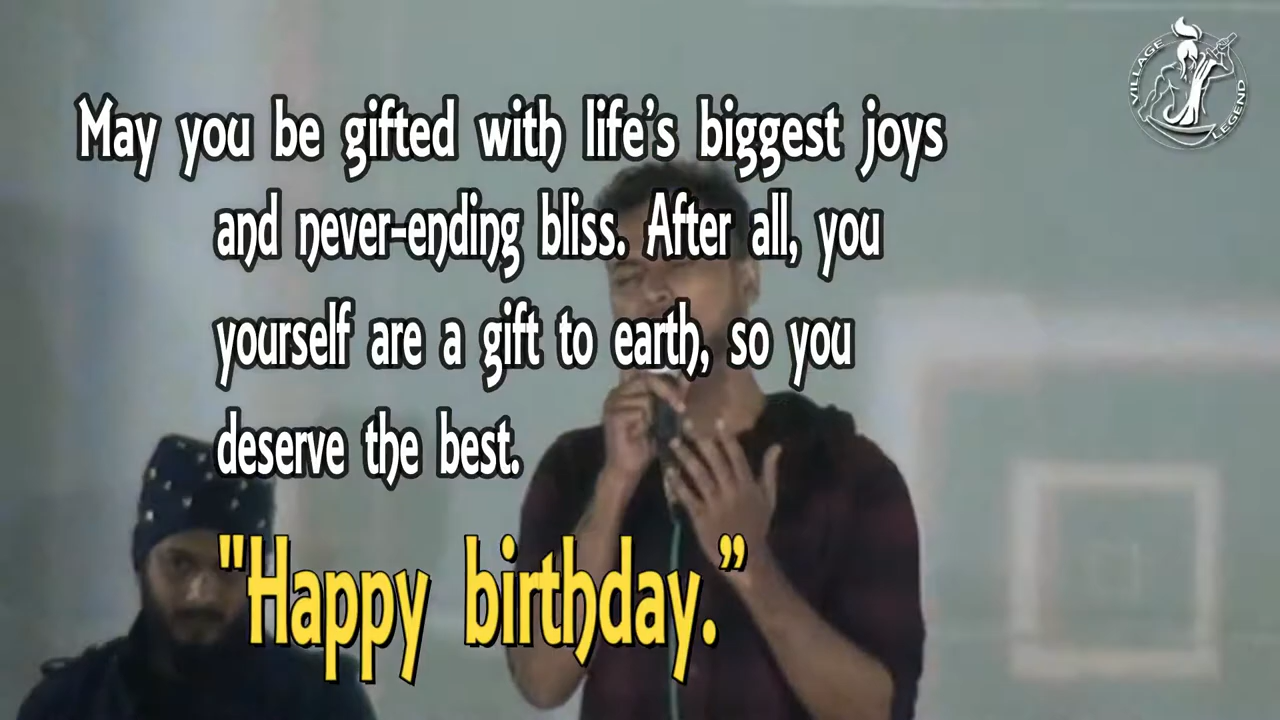 May you be gifted with life’s biggest joys
and never-ending bliss. After all, you
yourself are a gift to earth, so you
deserve the best.
"Happy birthday.”
VILLAGE
LEGEND